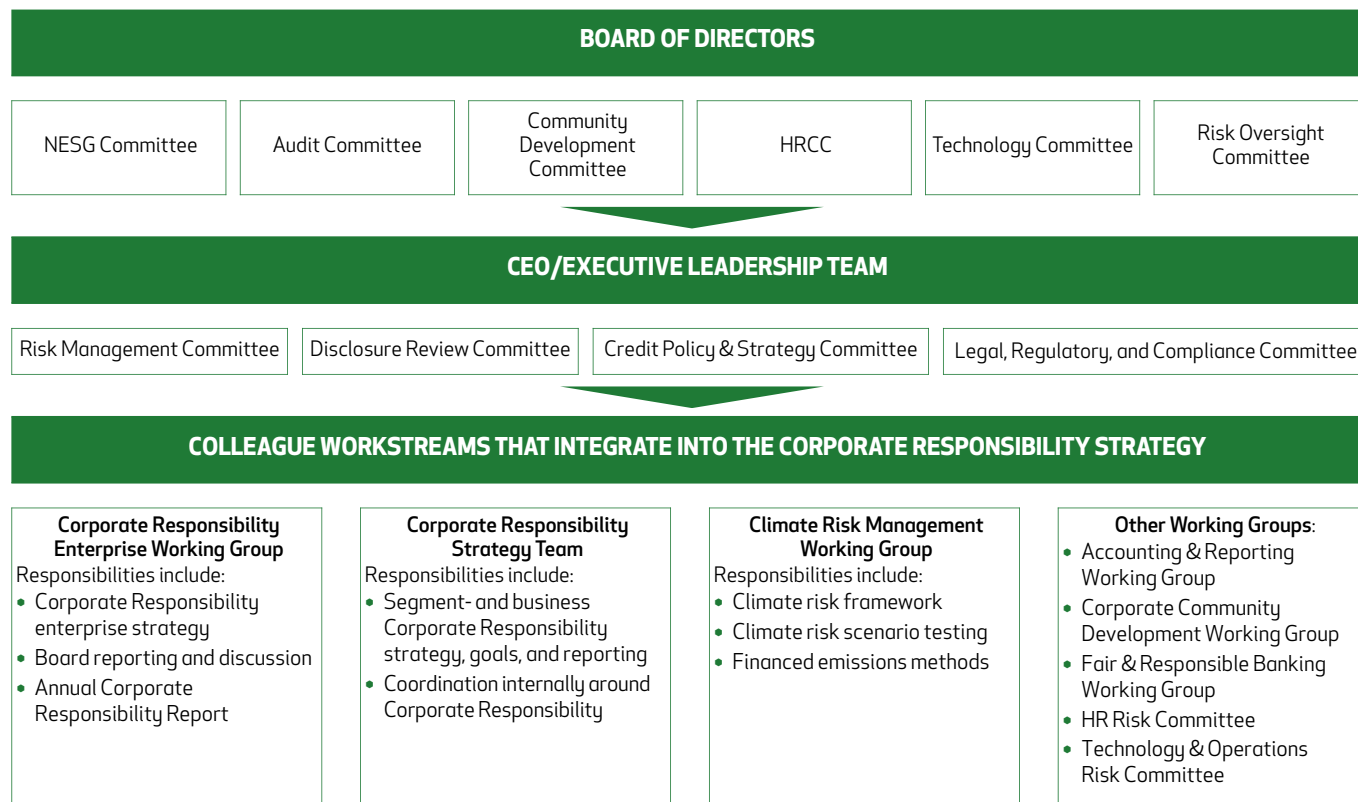 BOARD OF DIRECTORS
NESG Committee
Audit Committee
Community
Development
Committee
HRCC
Technology Committee
Risk Oversight
Committee
CEO/EXECUTIVE LEADERSHIP TEAM
Risk Management Committee
Disclosure Review Committee
Credit Policy & Strategy Committee
Legal, Regulatory, and Compliance Committee
COLLEAGUE WORKSTREAMS THAT INTEGRATE INTO THE CORPORATE RESPONSIBILITY STRATEGY
Corporate Responsibility
Enterprise Working Group
Responsibilities include:
• Corporate Responsibility
enterprise strategy
• Board reporting and discussion
• Annual Corporate
Responsibility Report
Corporate Responsibility
Strategy Team
Responsibilities include:
• Segment- and business
Corporate Responsibility
strategy, goals, and reporting
• Coordination internally around
Corporate Responsibility
Climate Risk Management
Working Group
Responsibilities include:
• Climate risk framework
• Climate risk scenario testing
• Financed emissions methods
Other Working Groups:
• Accounting & Reporting
Working Group
• Corporate Community
Development Working Group
• Fair & Responsible Banking
Working Group
• HR Risk Committee
• Technology & Operations
Risk Committee